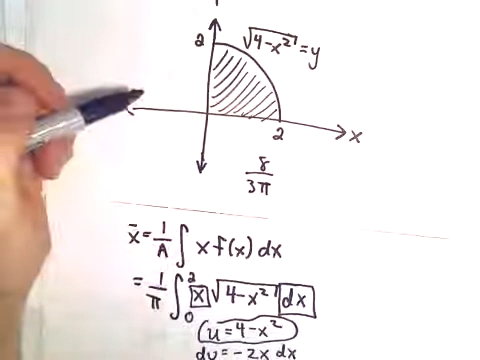 2
√(4-x²) = y
2
x
8/3π
x̄ = 1/A ∫ x f(x) dx
= 1/π ∫₀² x √(4-x²) dx
u = 4-x²
du = -2x dx